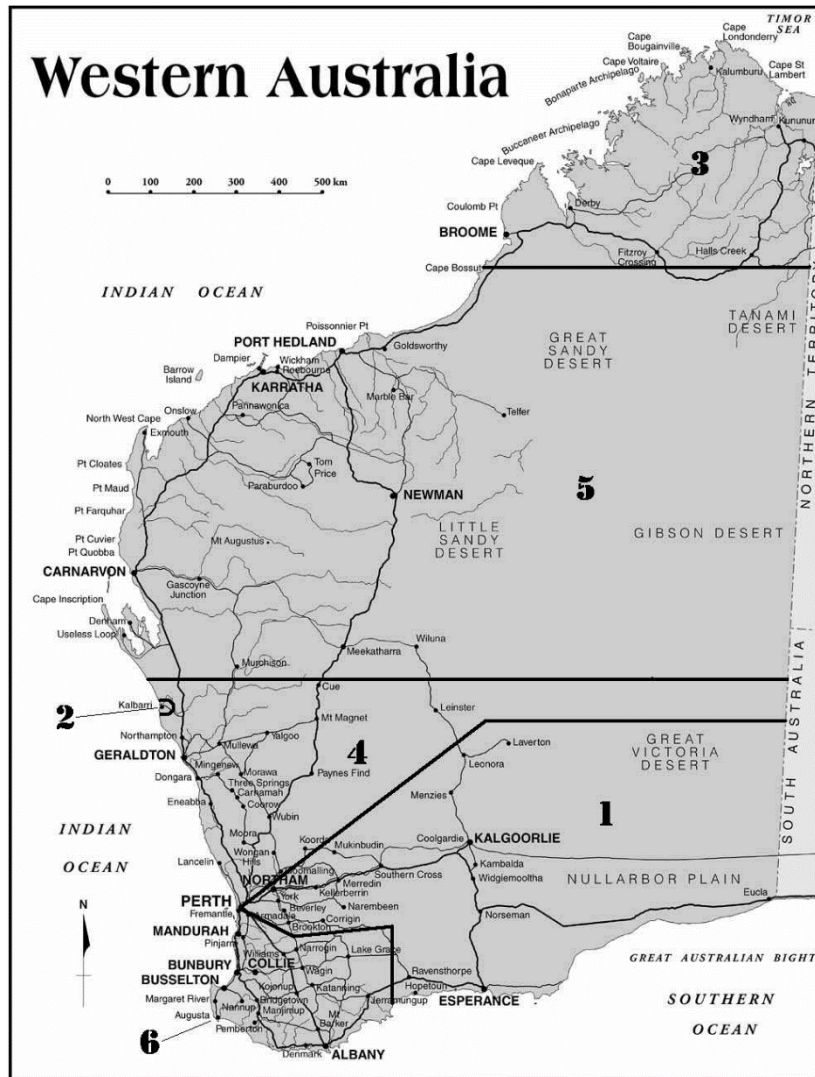 Western Australia
0 100 200 300 400 500 km
TIMOR
SEA
Cape
Londonderry
Cape
Bougainville
Cape Voltaire
Kalumburu
Cape St
Lambert
Bonaparte Archipelago
Wyndham
Kununur
Buccaneer Archipelago
3
Cape Leveque
Coulomb Pt
Derby
BROOME
Fitzroy
Crossing
Halls Creek
Cape Bossut
INDIAN OCEAN
TANAMI
DESERT
GREAT
SANDY
DESERT
NORTHERN TERRITORY
Poissonnier Pt
PORT HEDLAND
Goldsworthy
Dampier
Wickham
Roebourne
Barrow
Island
KARRATHA
Marble Bar
Pannawonica
Onslow
North West Cape
Exmouth
Telfer
Pt Cloates
Tom
Price
Paraburdoo
Pt Maud
5
NEWMAN
Pt Farquhar
LITTLE
SANDY
DESERT
GIBSON DESERT
Mt Augustus
Pt Cuvier
Pt Quobba
CARNARVON
Gascoyne
Junction
Cape Inscription
Denham
Useless Loop
Wiluna
Meekatharra
Murchison
SOUTH AUSTRALIA
Cue
Kalbarri
2
Leinster
Mt Magnet
Northampton
Yalgoo
Mullewa
4
GREAT
VICTORIA
DESERT
Laverton
GERALDTON
Leonora
Mingenew
Morawa
Paynes Find
Dongara
Three Springs
Carnamah
Menzies
Eneabba
Coorow
Wubin
1
INDIAN
OCEAN
Moora
Coolgardie
KALGOORLIE
Koorda
Mukinbudin
Wongan
Hills
Lancelin
Kambalda
Goomalling
Southern Cross
Widgiemooltha
NULLARBOR PLAIN
NORTHAM
Merredin
Kellerberrin
York
Eucla
N
PERTH
Fremantle
Beverley
Narembeen
Norseman
Armadale
Corrigin
Brookton
MANDURAH
Pinjarra
Narrogin
Lake Grace
Williams
GREAT AUSTRALIAN BIGHT
BUNBURY
COLLIE
Wagin
BUSSELTON
Ravensthorpe
Kojonup
Katanning
Hopetoun
ESPERANCE
Margaret River
Bridgetown
Jerramungup
SOUTHERN
OCEAN
Nannup
Manjimup
Augusta
Mt
Barker
Pemberton
6
Denmark
ALBANY